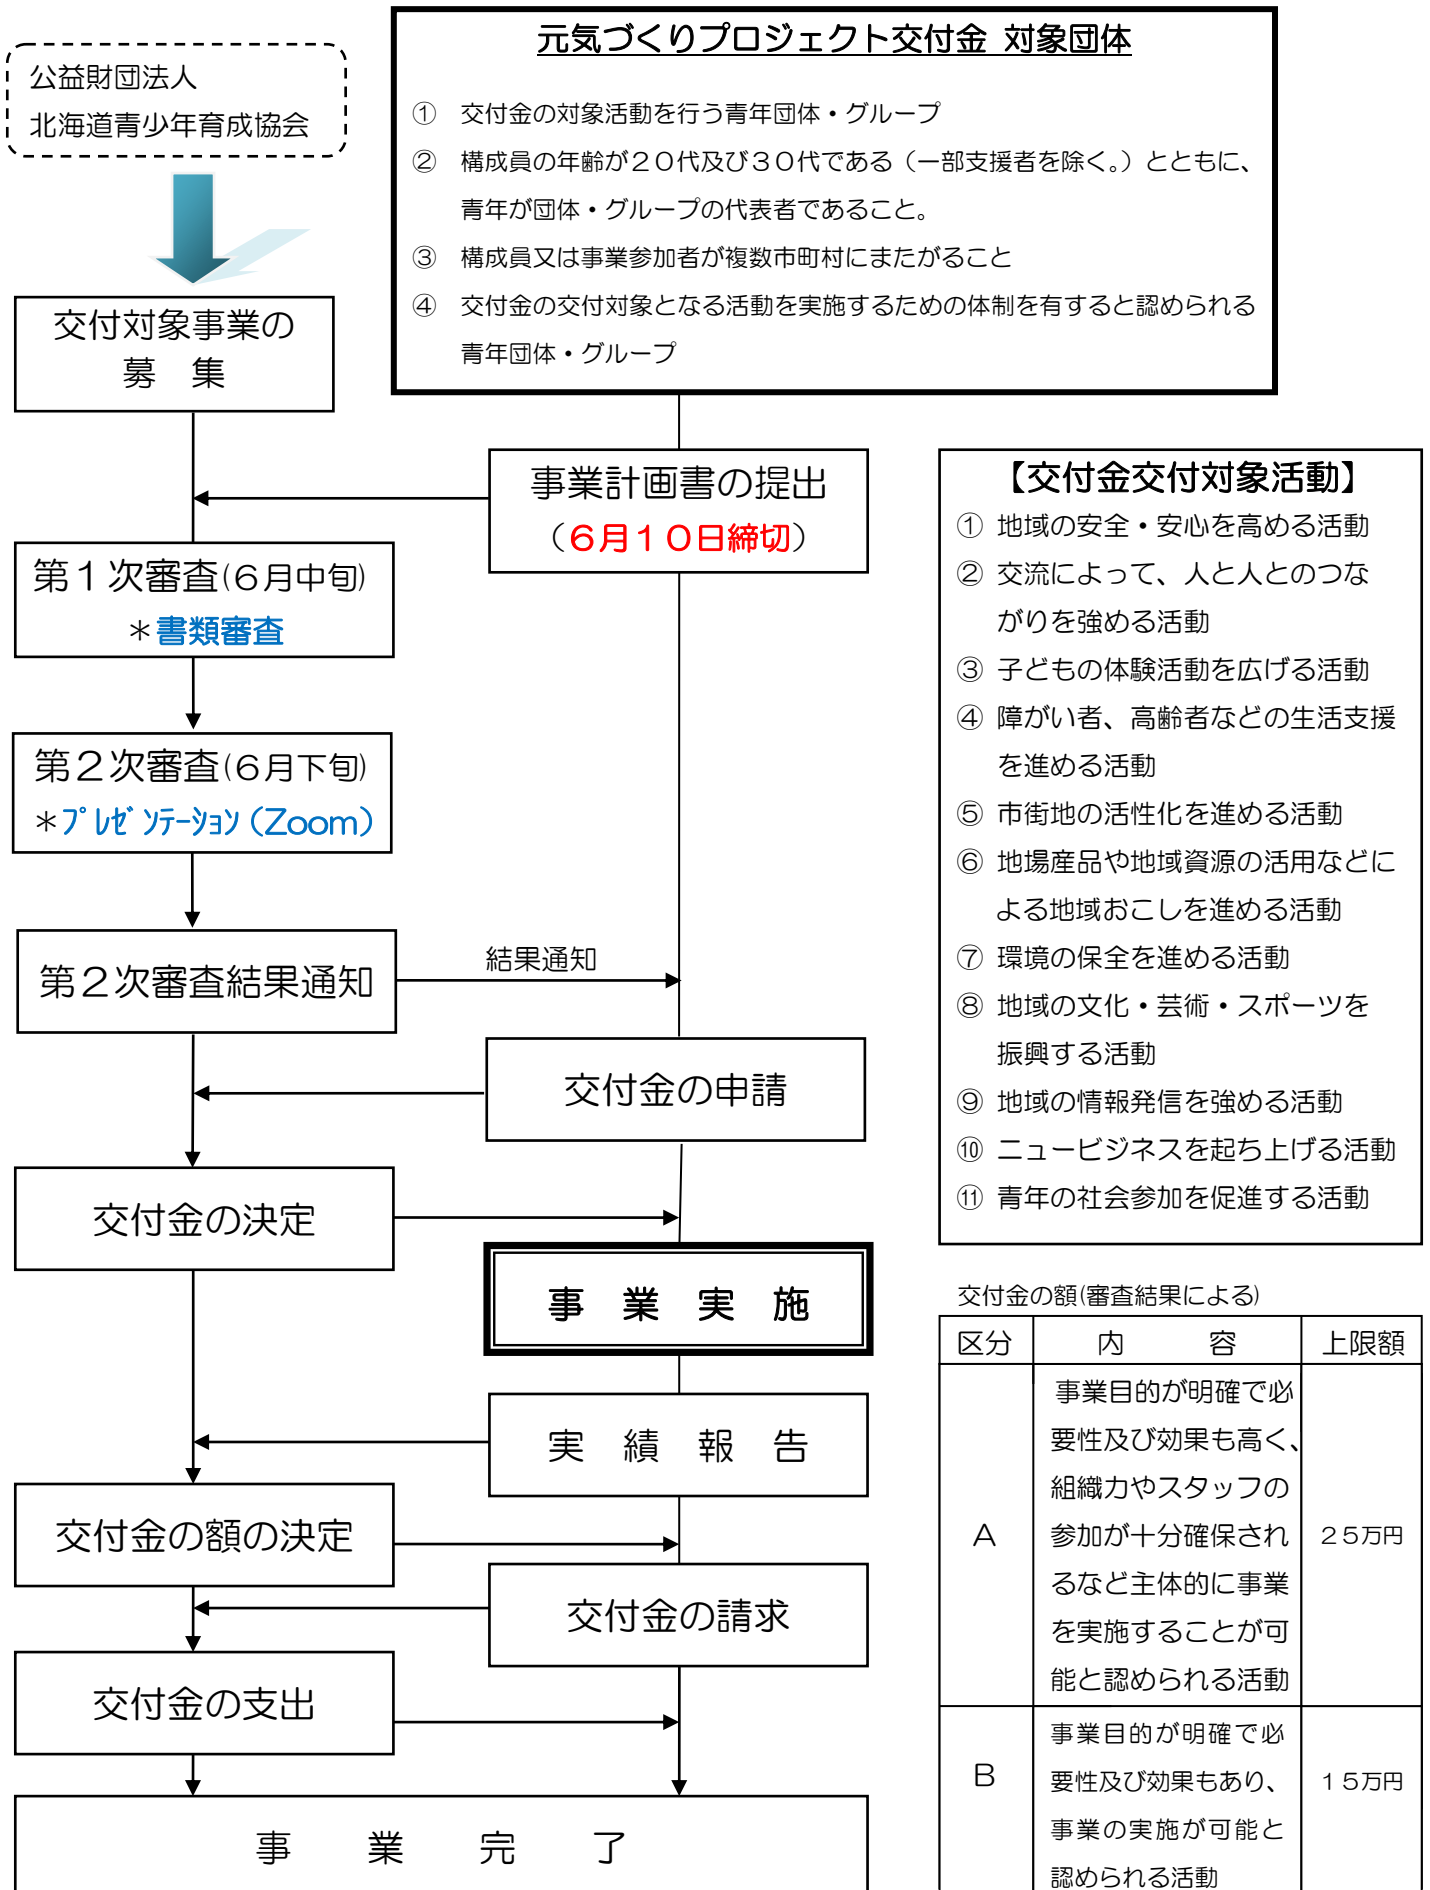 公益財団法人
北海道青少年育成協会
元気づくりプロジェクト交付金 対象団体
① 交付金の対象活動を行う青年団体・グループ
② 構成員の年齢が２０代及び３０代である（一部支援者を除く。）とともに、
青年が団体・グループの代表者であること。
③ 構成員又は事業参加者が複数市町村にまたがること
④ 交付金の交付対象となる活動を実施するための体制を有すると認められる
青年団体・グループ
交付対象事業の
募　集
事業計画書の提出
（６月１０日締切）
第１次審査(６月中旬)
＊書類審査
第２次審査(６月下旬)
＊ﾌﾟﾚｾﾞﾝﾃｰｼｮﾝ（Zoom）
第２次審査結果通知
結果通知
交付金の申請
交付金の決定
事　業　実　施
実　績　報　告
交付金の額の決定
交付金の請求
交付金の支出
事　業　完　了
【交付金交付対象活動】
① 地域の安全・安心を高める活動
② 交流によって、人と人とのつな
がりを強める活動
③ 子どもの体験活動を広げる活動
④ 障がい者、高齢者などの生活支援
を進める活動
⑤ 市街地の活性化を進める活動
⑥ 地場産品や地域資源の活用などに
よる地域おこしを進める活動
⑦ 環境の保全を進める活動
⑧ 地域の文化・芸術・スポーツを
振興する活動
⑨ 地域の情報発信を強める活動
⑩ ニュービジネスを起ち上げる活動
⑪ 青年の社会参加を促進する活動
交付金の額(審査結果による)
区分　内　容　上限額
事業目的が明確で必
要性及び効果も高く、
組織力やスタッフの
Ａ　参加が十分確保され　２５万円
るなど主体的に事業
を実施することが可
能と認められる活動
事業目的が明確で必
Ｂ　要性及び効果もあり、　１５万円
事業の実施が可能と
認められる活動